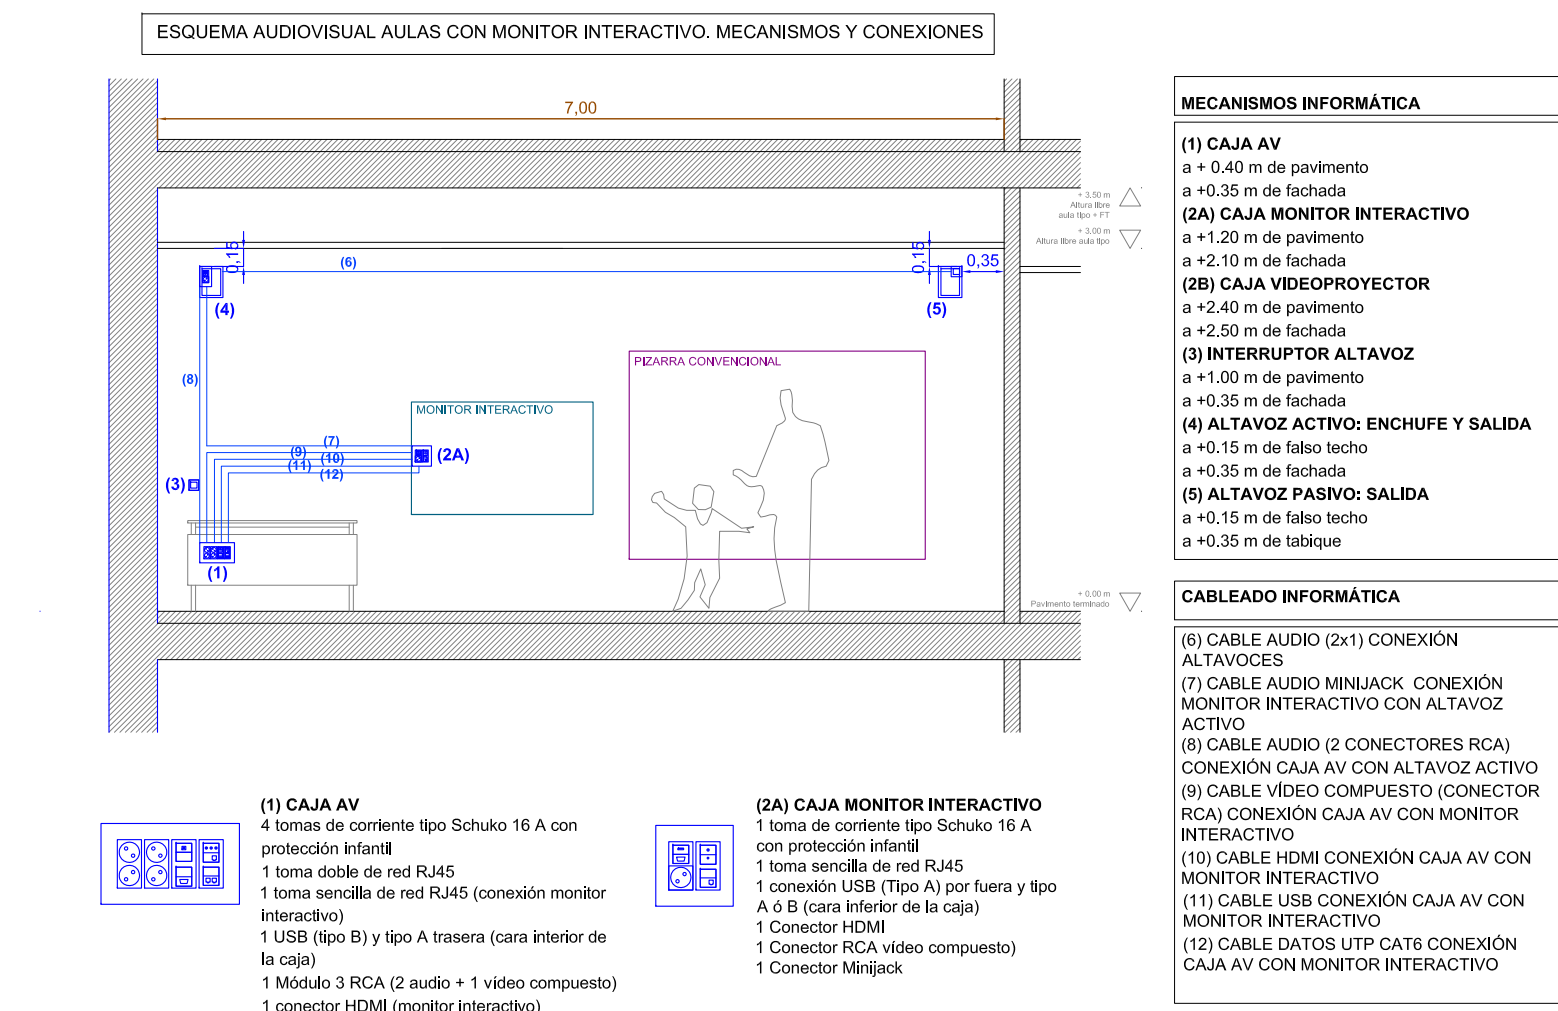 ESQUEMA AUDIOVISUAL AULAS CON MONITOR INTERACTIVO. MECANISMOS Y CONEXIONES
7,00
+ 3.50 m
Altura libre
aula tipo + FT
+ 3.00 m
Altura libre aula tipo
0,15
(6)
0,15
0,35
(4)
(5)
(8)
PIZARRA CONVENCIONAL
MONITOR INTERACTIVO
(7)
(9)
(10)
(11)
(12)
(2A)
(3)
(1)
+ 0.00 m
Pavimento terminado
MECANISMOS INFORMÁTICA
(1) CAJA AV
a + 0.40 m de pavimento
a +0.35 m de fachada
(2A) CAJA MONITOR INTERACTIVO
a +1.20 m de pavimento
a +2.10 m de fachada
(2B) CAJA VIDEOPROYECTOR
a +2.40 m de pavimento
a +2.50 m de fachada
(3) INTERRUPTOR ALTAVOZ
a +1.00 m de pavimento
a +0.35 m de fachada
(4) ALTAVOZ ACTIVO: ENCHUFE Y SALIDA
a +0.15 m de falso techo
a +0.35 m de fachada
(5) ALTAVOZ PASIVO: SALIDA
a +0.15 m de falso techo
a +0.35 m de tabique
CABLEADO INFORMÁTICA
(6) CABLE AUDIO (2x1) CONEXIÓN
ALTAVOCES
(7) CABLE AUDIO MINIJACK CONEXIÓN
MONITOR INTERACTIVO CON ALTAVOZ
ACTIVO
(8) CABLE AUDIO (2 CONECTORES RCA)
CONEXIÓN CAJA AV CON ALTAVOZ ACTIVO
(9) CABLE VÍDEO COMPUESTO (CONECTOR
RCA) CONEXIÓN CAJA AV CON MONITOR
INTERACTIVO
(10) CABLE HDMI CONEXIÓN CAJA AV CON
MONITOR INTERACTIVO
(11) CABLE USB CONEXIÓN CAJA AV CON
MONITOR INTERACTIVO
(12) CABLE DATOS UTP CAT6 CONEXIÓN
CAJA AV CON MONITOR INTERACTIVO
(1) CAJA AV
4 tomas de corriente tipo Schuko 16 A con
protección infantil
1 toma doble de red RJ45
1 toma sencilla de red RJ45 (conexión monitor
interactivo)
1 USB (tipo B) y tipo A trasera (cara interior de
la caja)
1 Módulo 3 RCA (2 audio + 1 vídeo compuesto)
1 conector HDMI (monitor interactivo)
(2A) CAJA MONITOR INTERACTIVO
1 toma de corriente tipo Schuko 16 A
con protección infantil
1 toma sencilla de red RJ45
1 conexión USB (Tipo A) por fuera y tipo
A ó B (cara inferior de la caja)
1 Conector HDMI
1 Conector RCA vídeo compuesto)
1 Conector Minijack